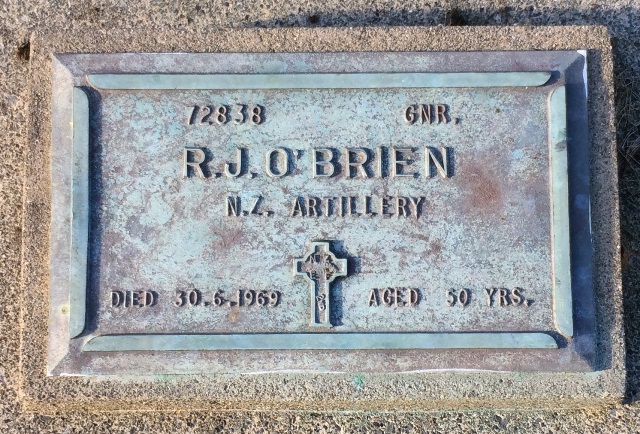 72838 GNR.
R.J.O'BRIEN
N.Z. ARTILLERY
DIED 30.6.1969 AGED 50 YRS.